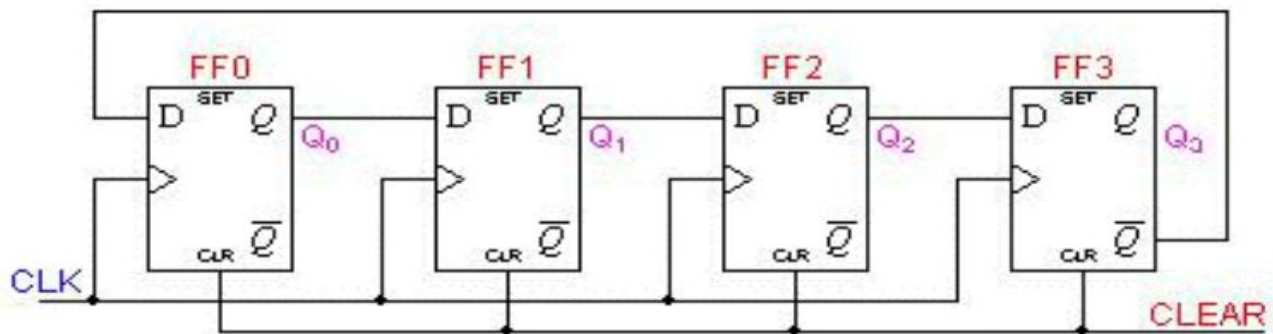 FF0 FF1 FF2 FF3
SET SET SET SET
D Q D Q D Q D Q
Q₀ Q₁ Q₂ Q₃
Q̅ Q̅ Q̅ Q̅
CLR CLR CLR CLR
CLK
CLEAR